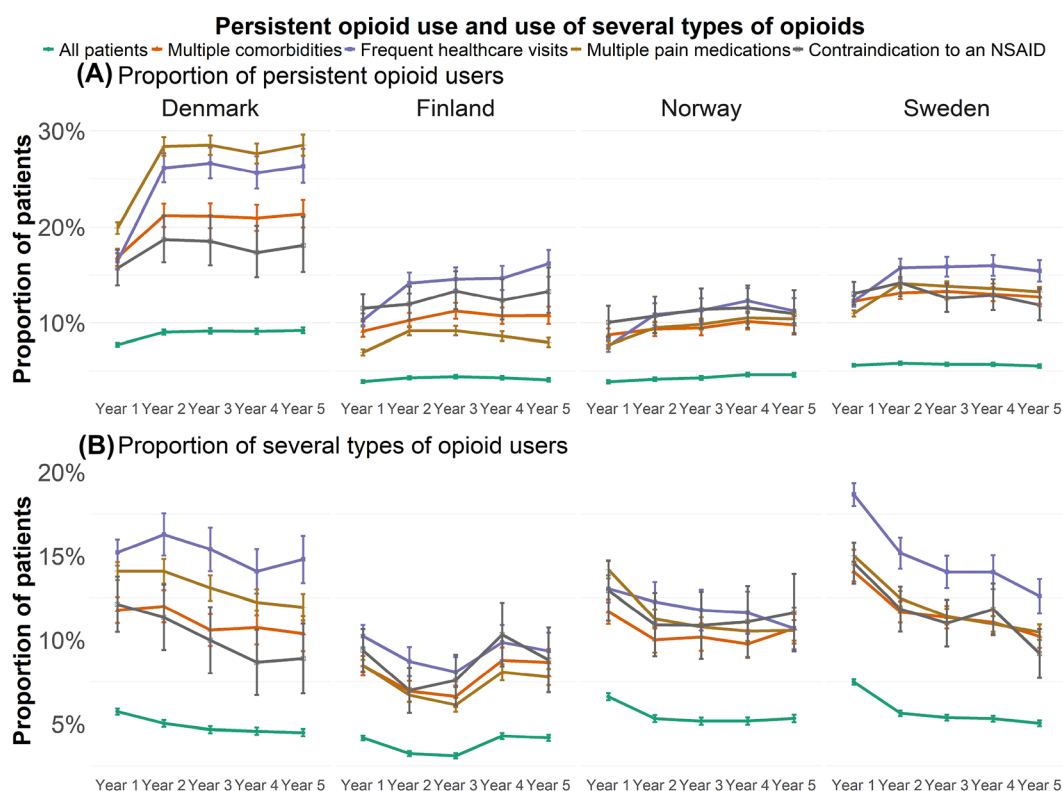 Persistent opioid use and use of several types of opioids
All patients Multiple comorbidities Frequent healthcare visits Multiple pain medications Contraindication to an NSAID
(A) Proportion of persistent opioid users
Denmark Finland Norway Sweden
Proportion of patients
30%
20%
10%
Year 1 Year 2 Year 3 Year 4 Year 5 Year 1 Year 2 Year 3 Year 4 Year 5 Year 1 Year 2 Year 3 Year 4 Year 5 Year 1 Year 2 Year 3 Year 4 Year 5
(B) Proportion of several types of opioid users
Proportion of patients
20%
15%
10%
5%
Year 1 Year 2 Year 3 Year 4 Year 5 Year 1 Year 2 Year 3 Year 4 Year 5 Year 1 Year 2 Year 3 Year 4 Year 5 Year 1 Year 2 Year 3 Year 4 Year 5